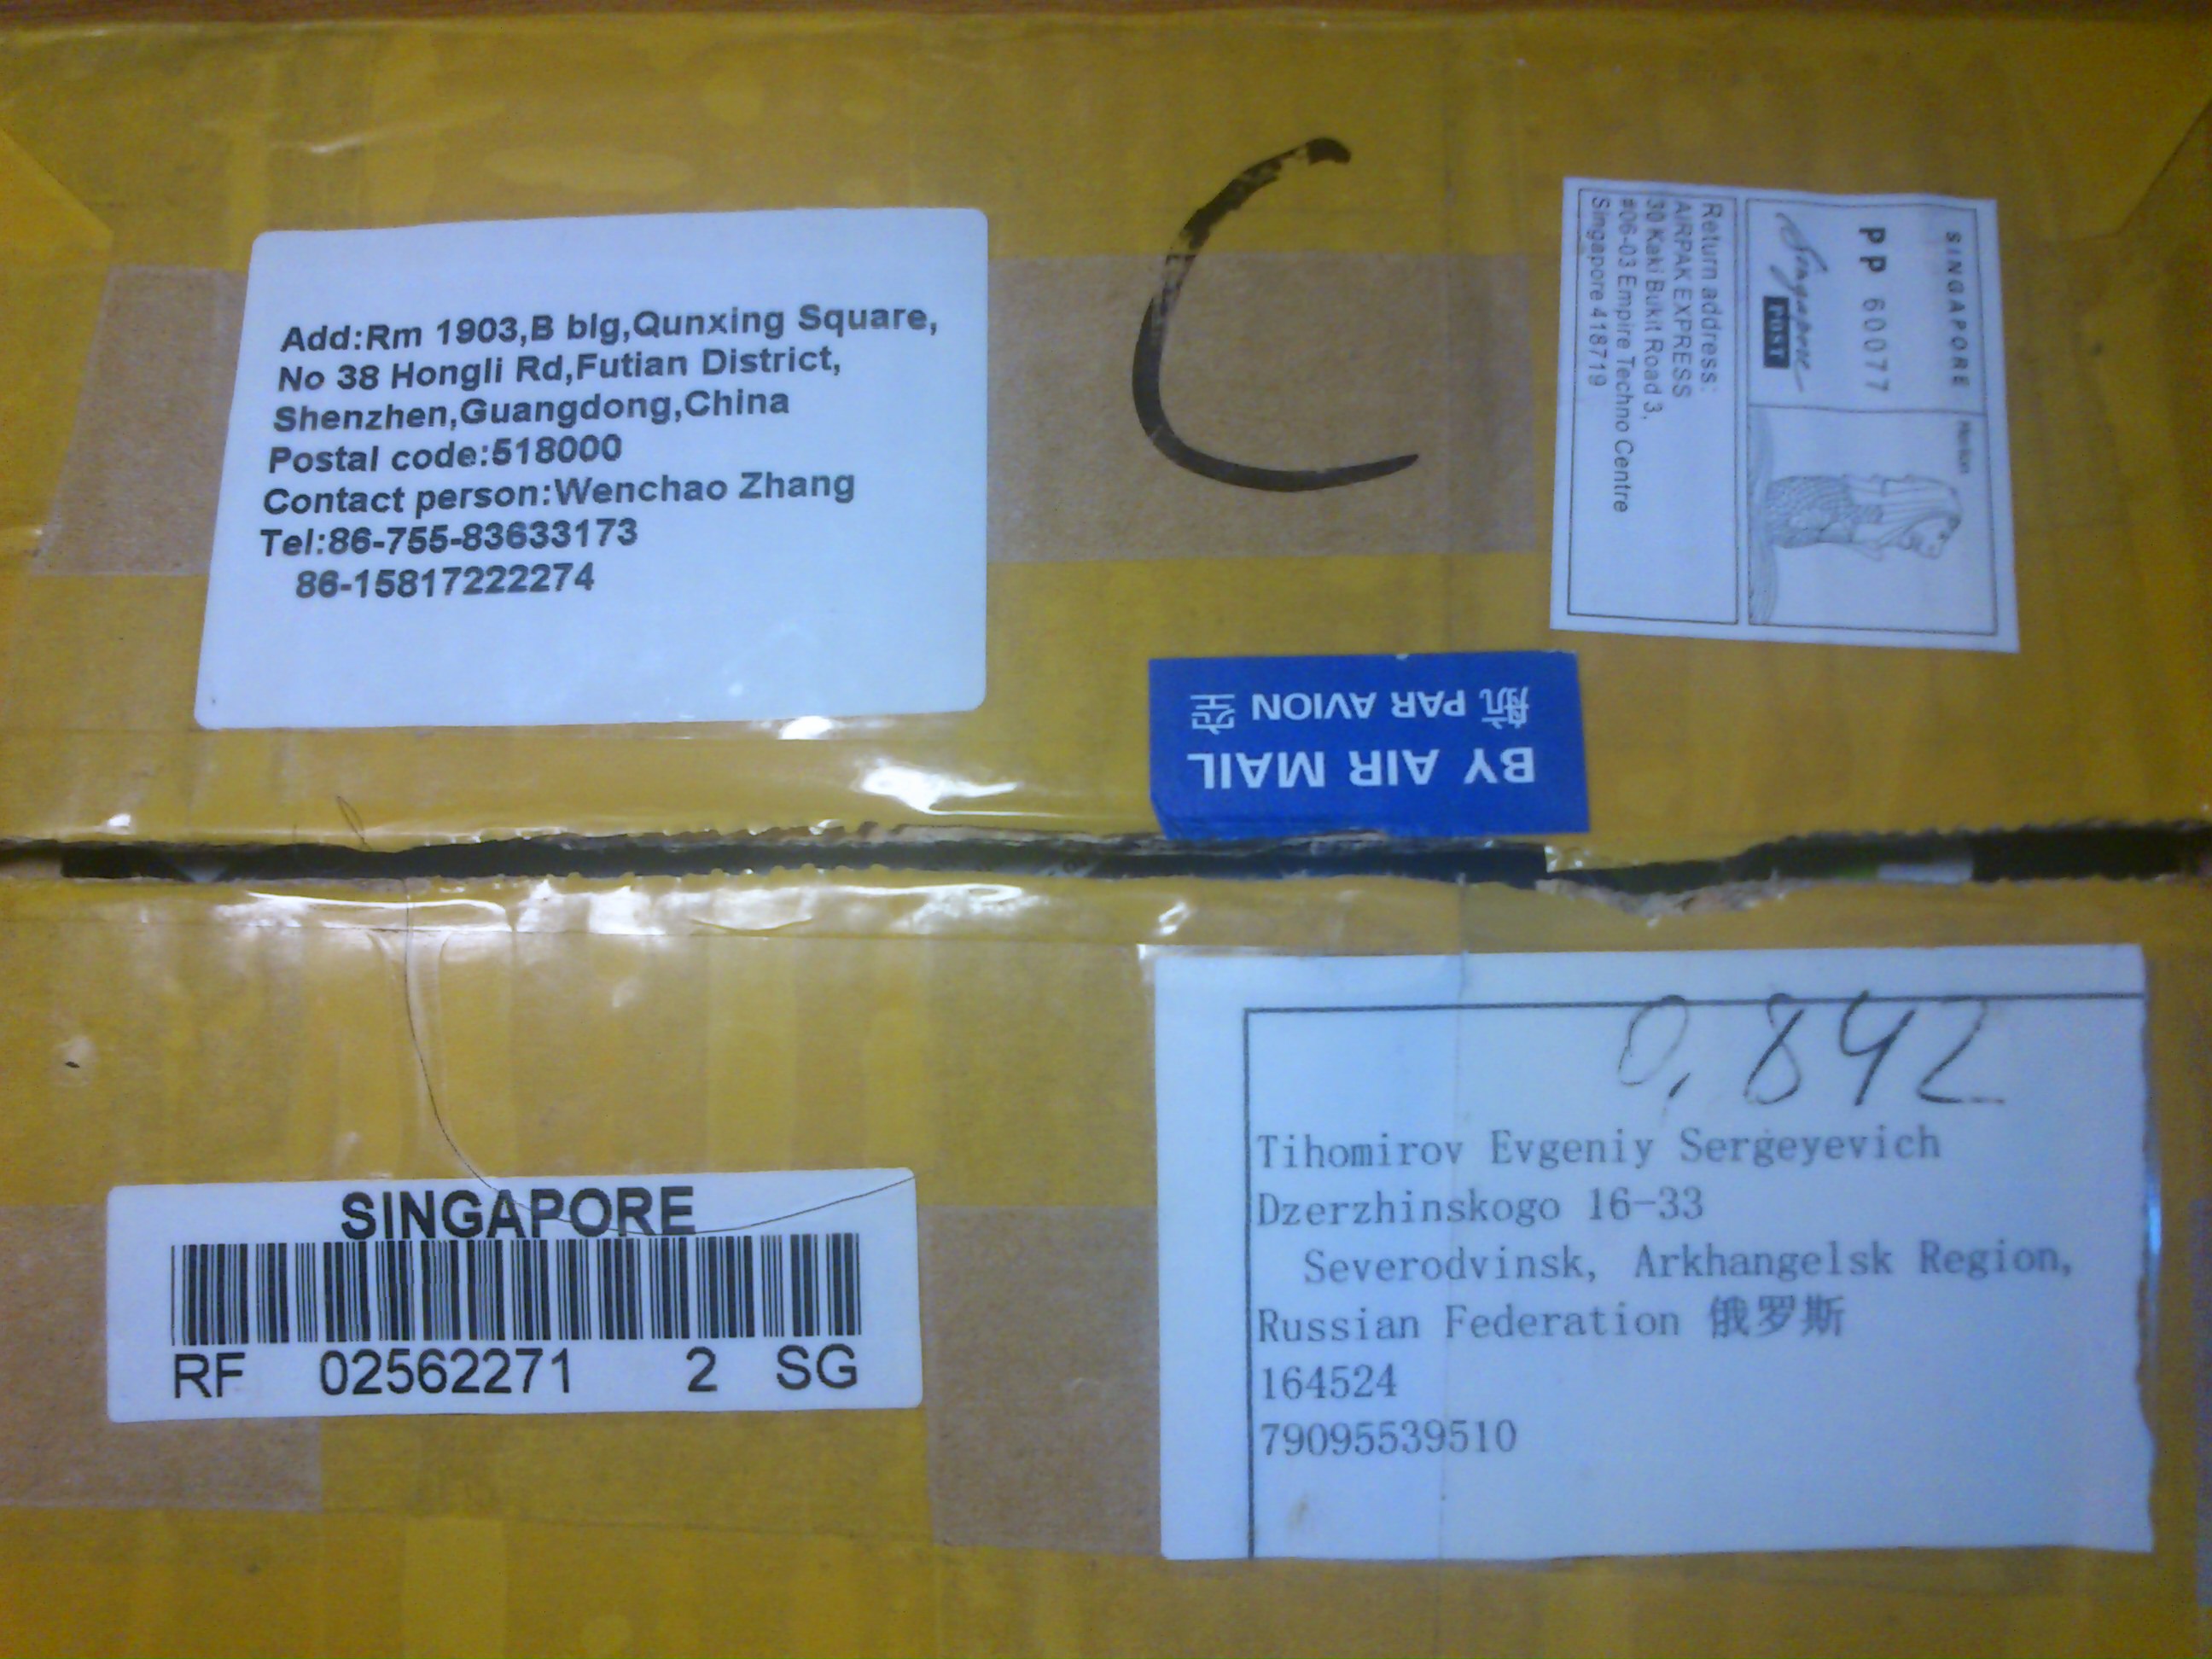 Add:Rm 1903,B blg,Qunxing Square,
No 38 Hongli Rd,Futian District,
Shenzhen,Guangdong,China
Postal code:518000
Contact person:Wenchao Zhang
Tel:86-755-83633173
86-15817222274
C
SINGAPORE
PP 60077
Singapore
POST
Merlion
Return address:
AIRPAK EXPRESS
30 Kaki Bukit Road 3,
#06-03 Empire Techno Centre
Singapore 418719
BY AIR MAIL
航 PAR AVION 空
SINGAPORE
RF 02562271 2 SG
0,842
Tihomirov Evgeniy Sergeyevich
Dzerzhinskogo 16-33
Severodvinsk, Arkhangelsk Region,
Russian Federation 俄罗斯
164524
79095539510